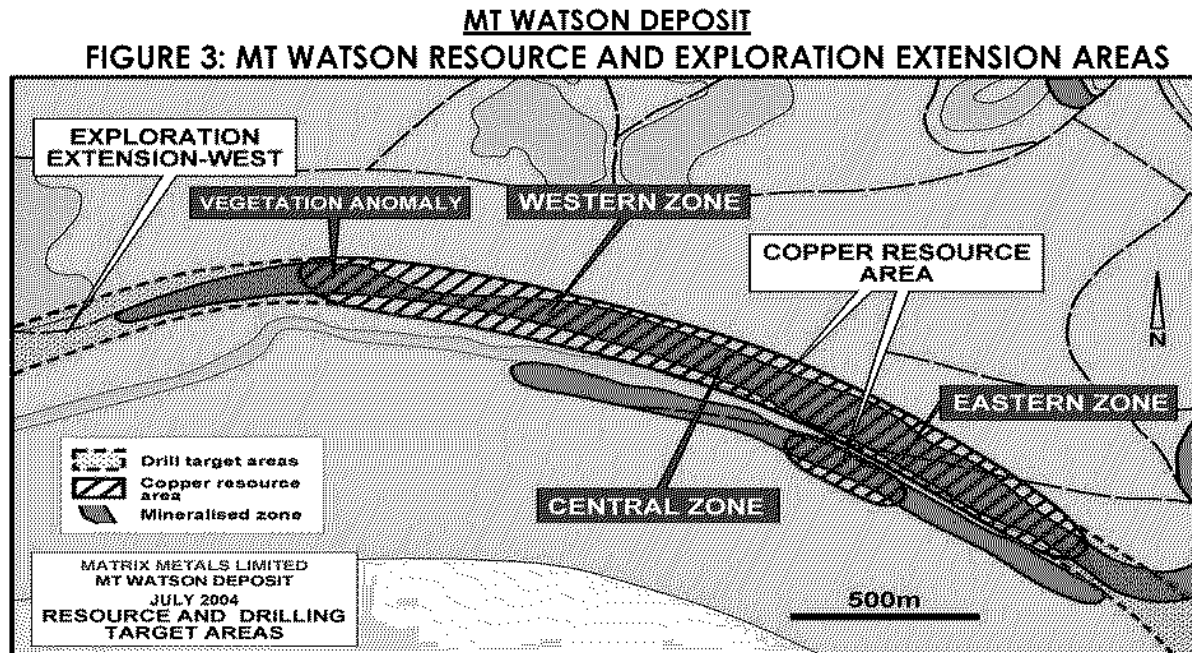 MT WATSON DEPOSIT
FIGURE 3: MT WATSON RESOURCE AND EXPLORATION EXTENSION AREAS
EXPLORATION
EXTENSION-WEST
VEGETATION ANOMALY
WESTERN ZONE
COPPER RESOURCE
AREA
N
EASTERN ZONE
CENTRAL ZONE
Drill target areas
Copper resource
area
Mineralised zone
MATRIX METALS LIMITED
MT WATSON DEPOSIT
JULY 2004
RESOURCE AND DRILLING
TARGET AREAS
500m